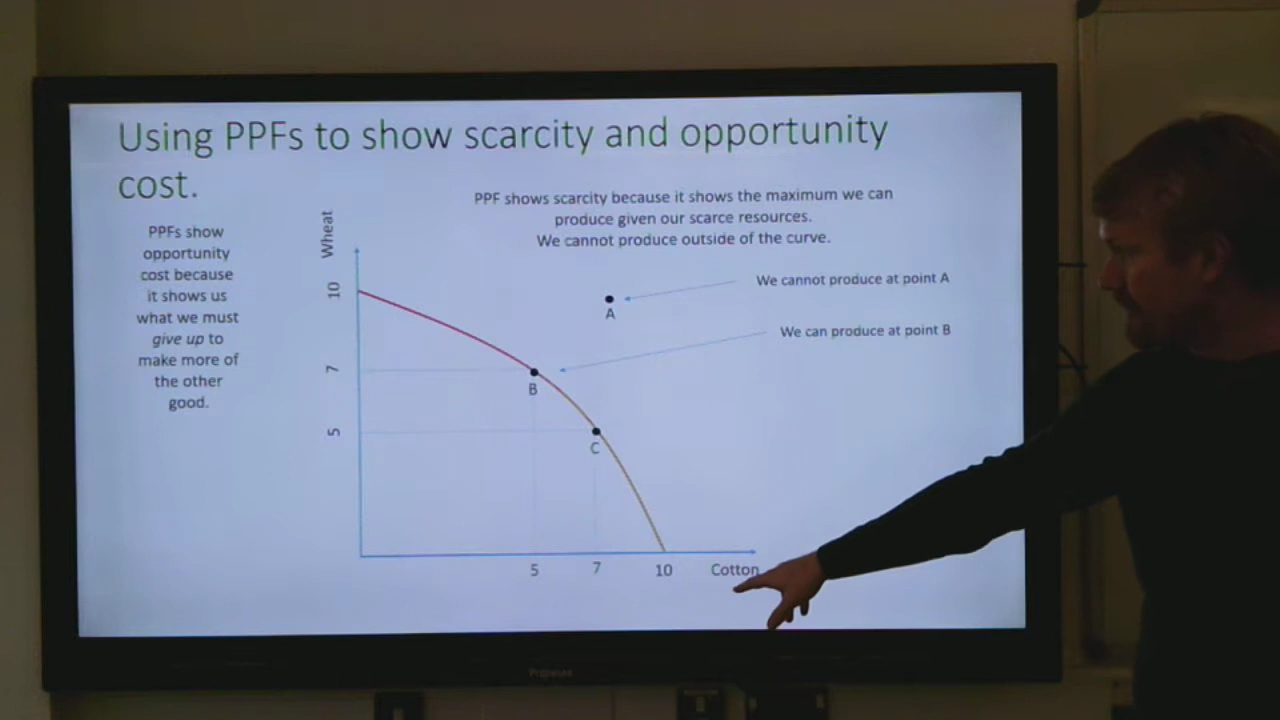 Using PPFs to show scarcity and opportunity
cost.
PPF shows scarcity because it shows the maximum we can
produce given our scarce resources.
We cannot produce outside of the curve.
PPFs show
opportunity
cost because
it shows us
what we must
give up to
make more of
the other
good.
Wheat
10
7
5
A
We cannot produce at point A
We can produce at point B
B
C
5 7 10 Cotton